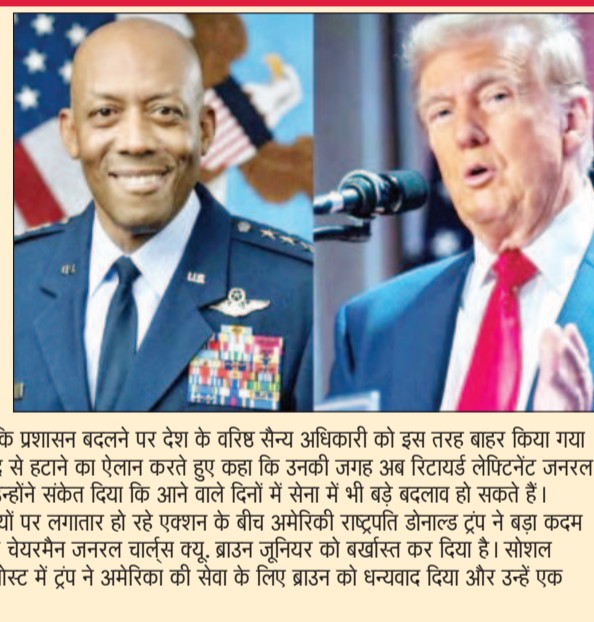 कि प्रशासन बदलने पर देश के वरिष्ठ सैन्य अधिकारी को इस तरह बाहर किया गया
से हटाने का ऐलान करते हुए कहा कि उनकी जगह अब रिटायर्ड लेफ्टिनेंट जनरल
न्होंने संकेत दिया कि आने वाले दिनों में सेना में भी बड़े बदलाव हो सकते हैं।
यों पर लगातार हो रहे एक्शन के बीच अमेरिकी राष्ट्रपति डोनाल्ड ट्रंप ने बड़ा कदम
चेयरमैन जनरल चार्ल्स क्यू. ब्राउन जूनियर को बर्खास्त कर दिया है। सोशल
ोस्ट में ट्रंप ने अमेरिका की सेवा के लिए ब्राउन को धन्यवाद दिया और उन्हें एक